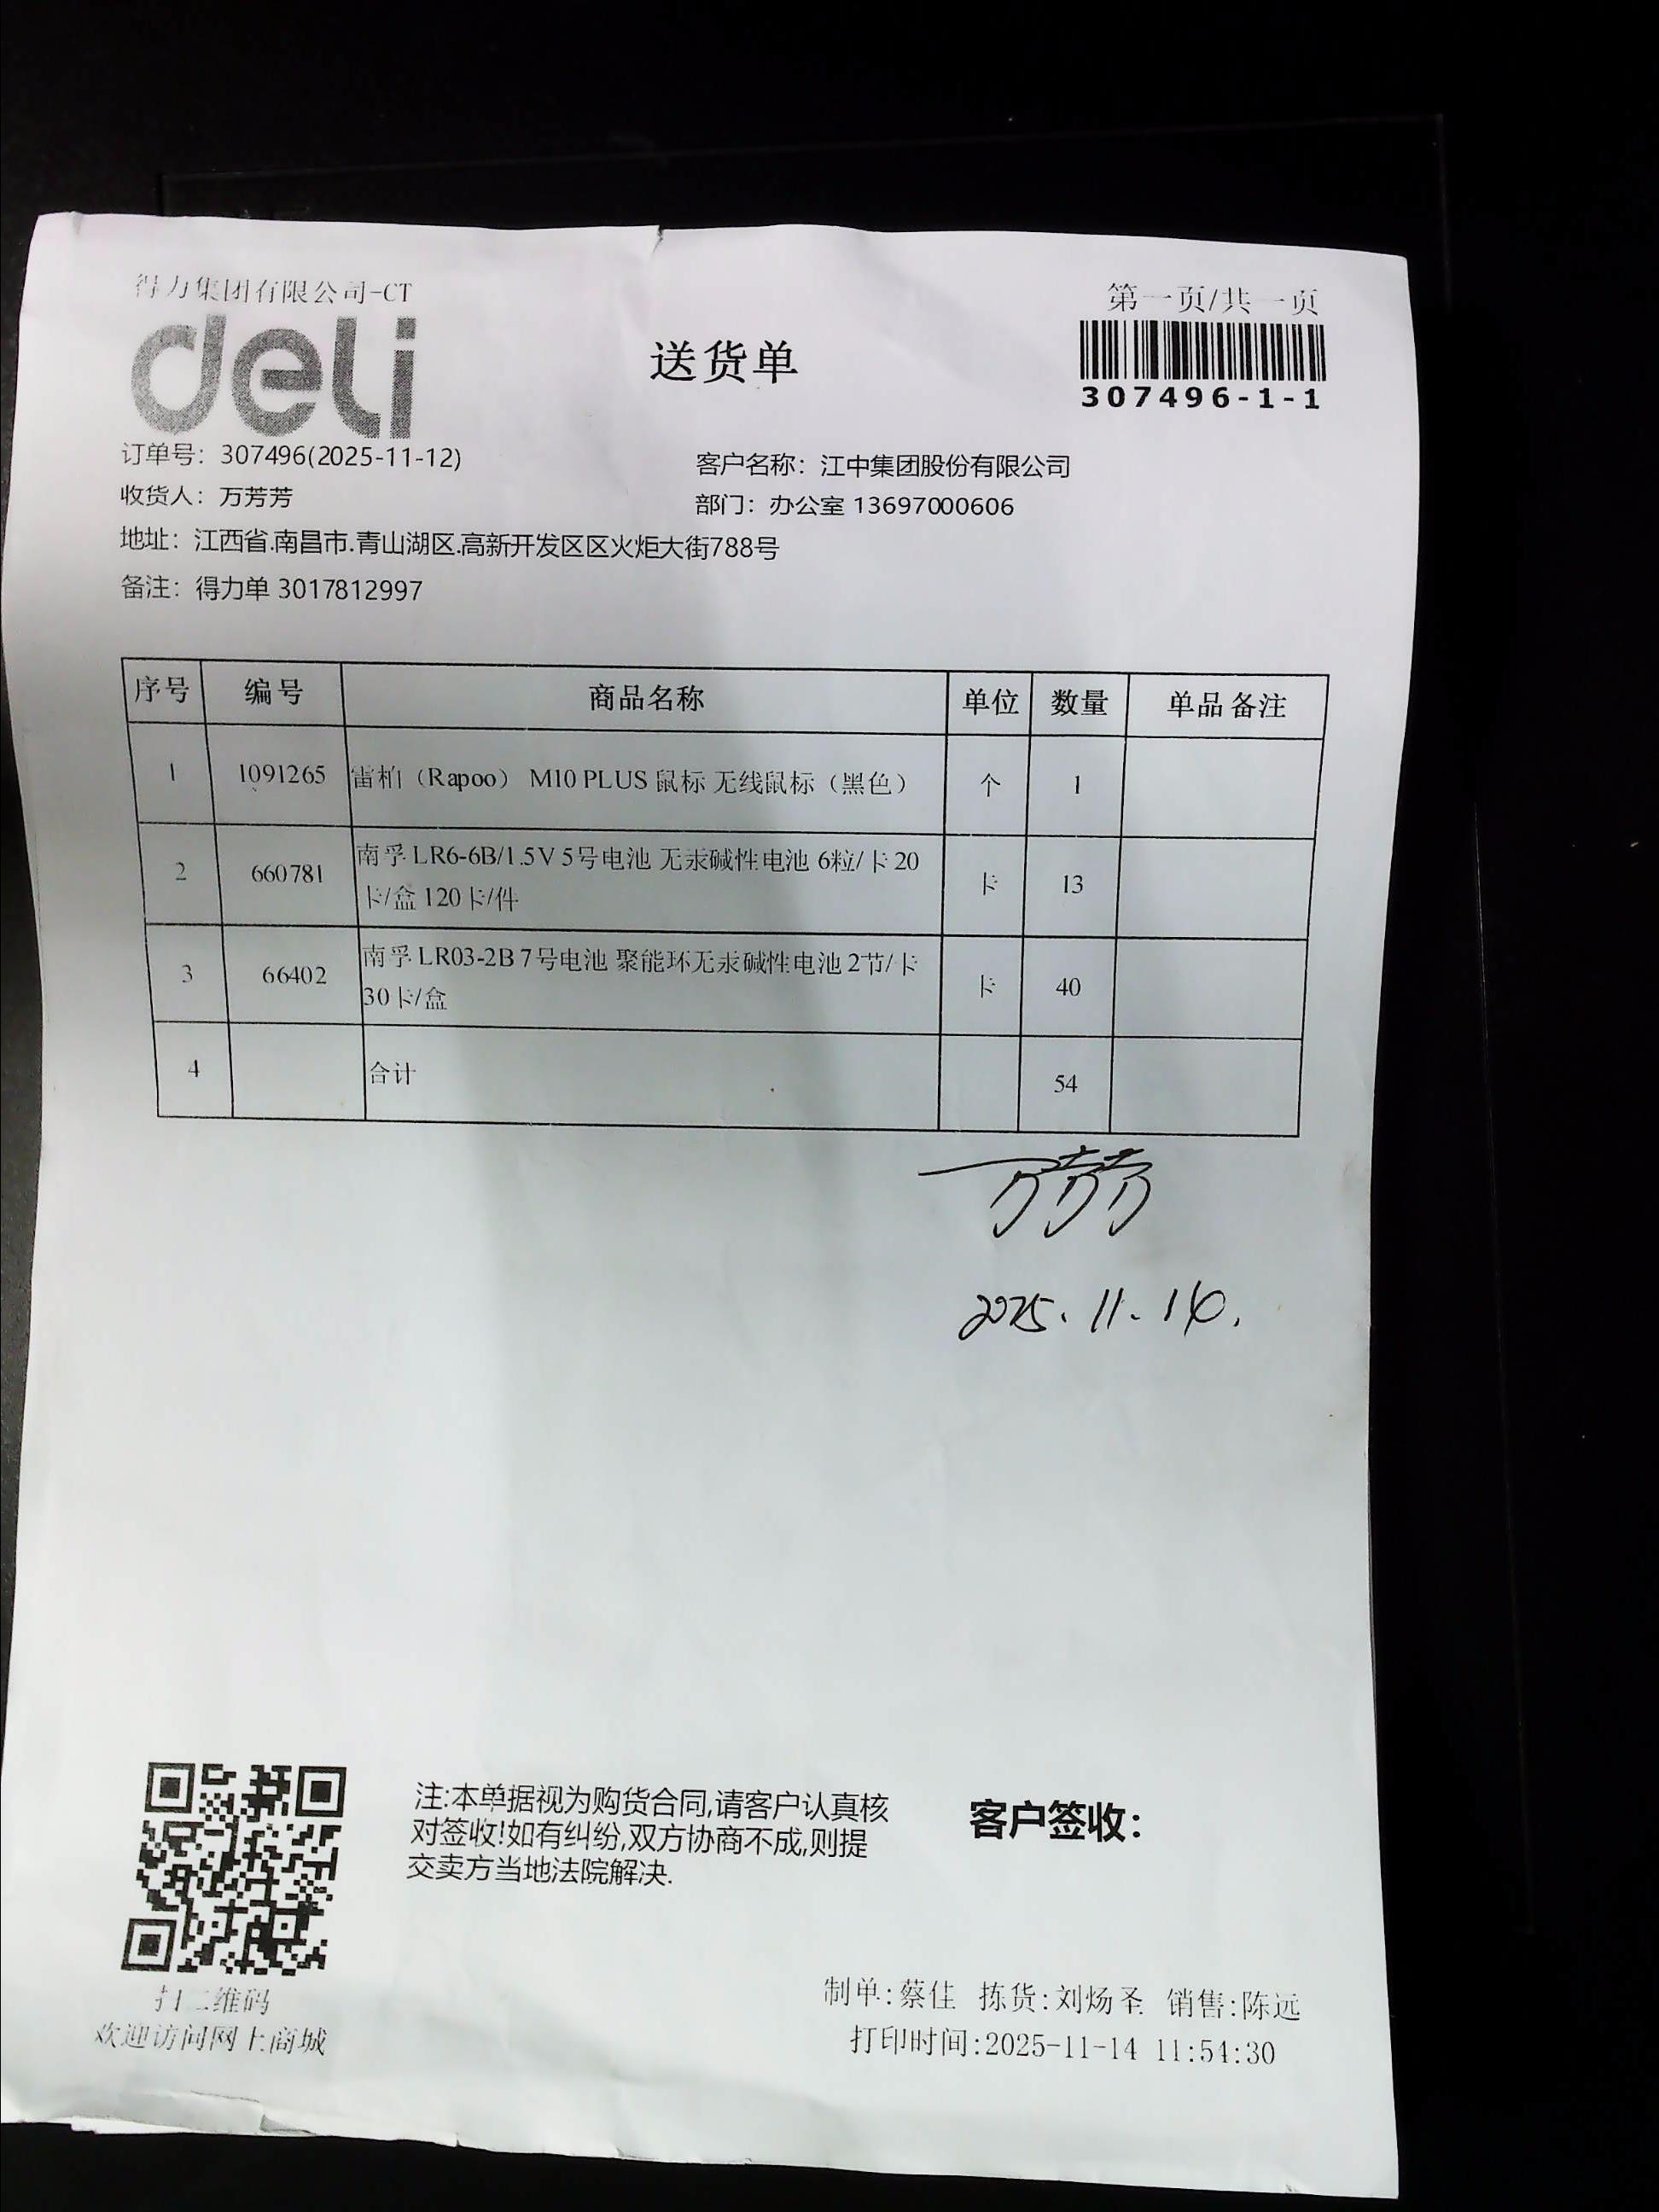 得力集团有限公司-CT
deli
送货单
第一页/共一页
307496-1-1
订单号：307496(2025-11-12)
客户名称：江中集团股份有限公司
收货人：万芳芳
部门：办公室 13697000606
地址：江西省.南昌市.青山湖区.高新开发区区火炬大街788号
备注：得力单 3017812997
序号 编号 商品名称 单位 数量 单品备注
1 1091265 雷柏（Rapoo） M10 PLUS 鼠标 无线鼠标（黑色） 个 1
2 660781 南孚 LR6-6B/1.5V 5号电池 无汞碱性电池 6粒/卡 20
卡/盒 120卡/件 卡 13
3 66402 南孚 LR03-2B 7号电池 聚能环无汞碱性电池 2节/卡
30卡/盒 卡 40
4 合计 54
万芳芳
2025.11.14.
注:本单据视为购货合同,请客户认真核
对签收!如有纠纷,双方协商不成,则提
交卖方当地法院解决.
客户签收：
扫二维码
欢迎访问网上商城
制单:蔡佳 拣货:刘炀圣 销售:陈远
打印时间:2025-11-14 11:54:30